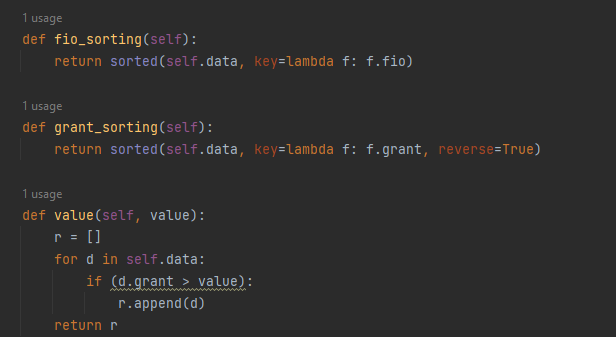 1 usage
def fio_sorting(self):
    return sorted(self.data, key=lambda f: f.fio)
1 usage
def grant_sorting(self):
    return sorted(self.data, key=lambda f: f.grant, reverse=True)
1 usage
def value(self, value):
    r = []
    for d in self.data:
        if (d.grant > value):
            r.append(d)
    return r